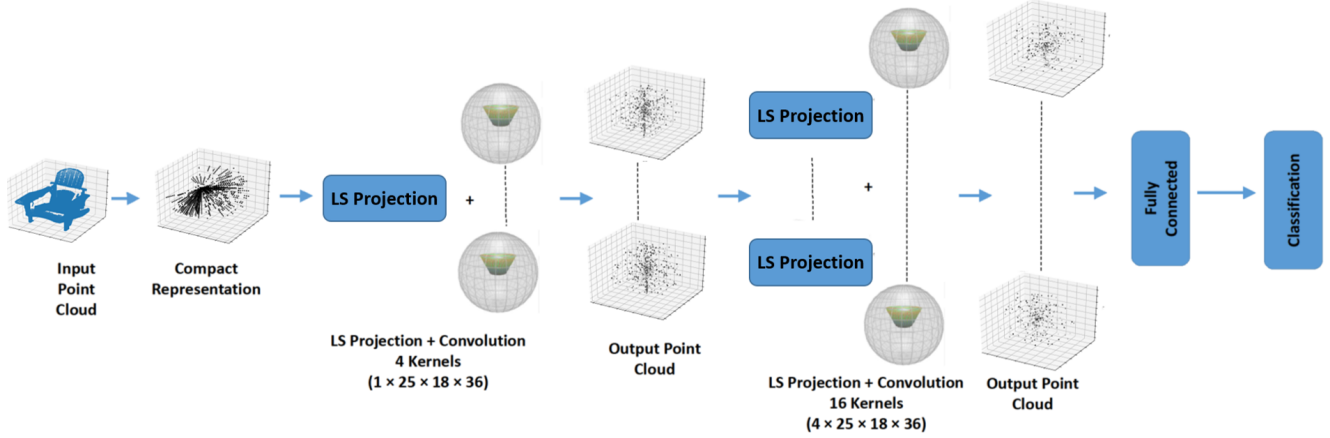 Input
Point
Cloud
Compact
Representation
LS Projection
+
LS Projection + Convolution
4 Kernels
(1 × 25 × 18 × 36)
Output Point
Cloud
LS Projection
LS Projection
+
LS Projection + Convolution
16 Kernels
(4 × 25 × 18 × 36)
Output Point
Cloud
Fully
Connected
Classification